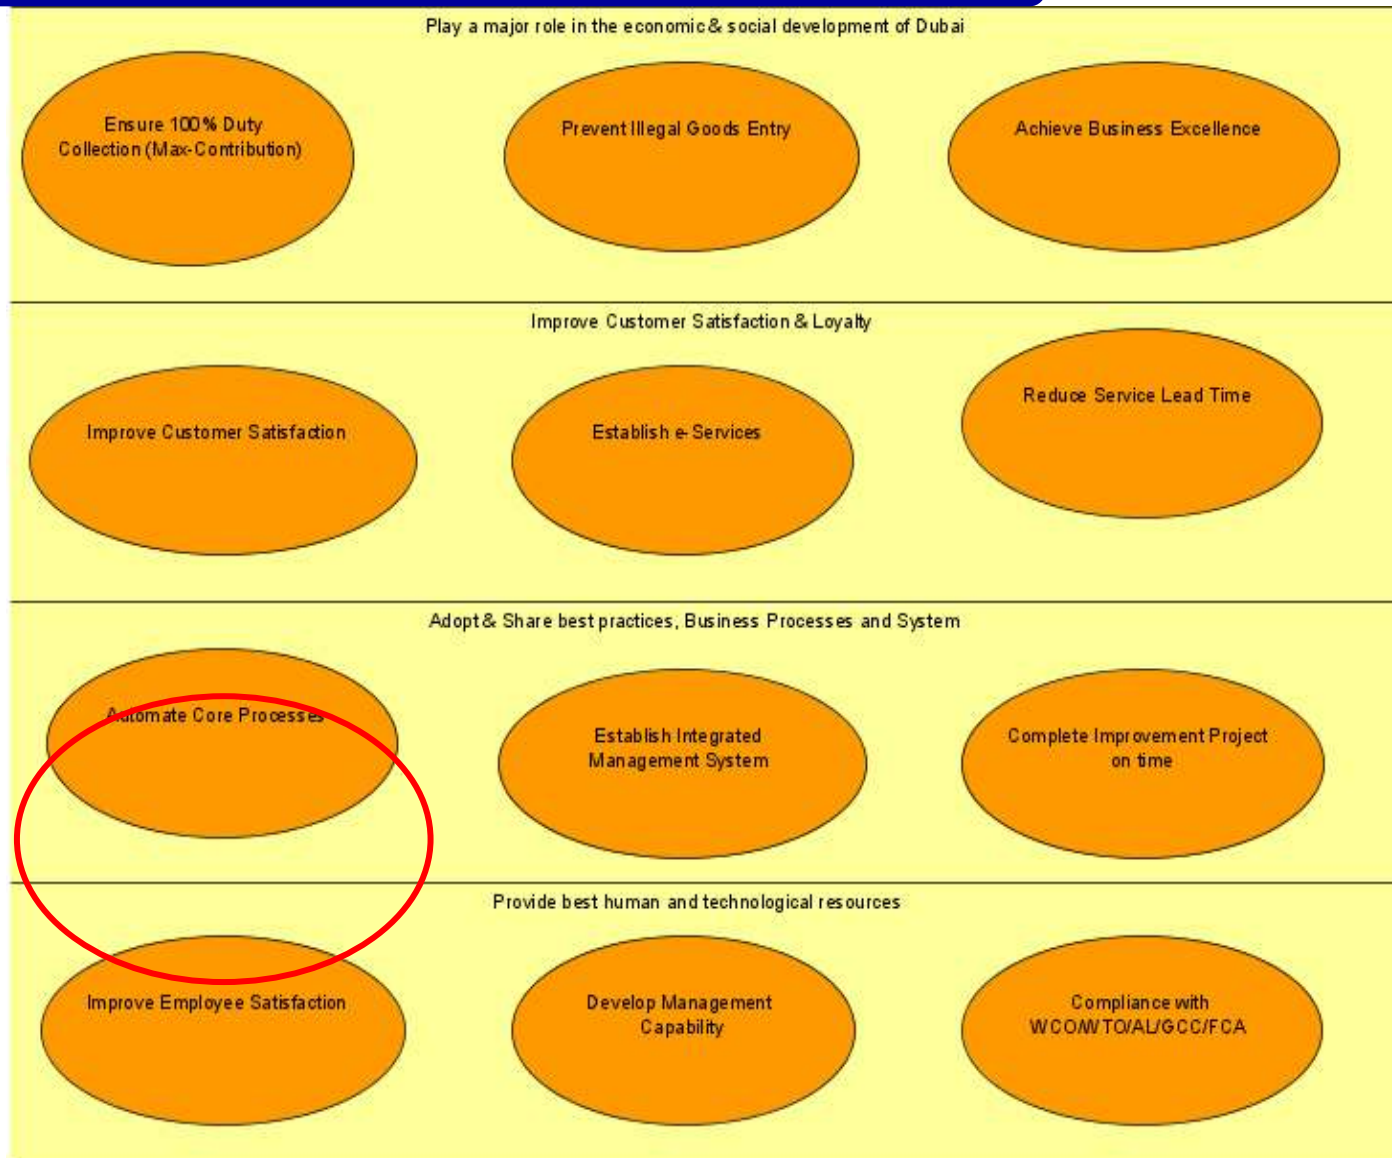 Play a major role in the economic & social development of Dubai
Ensure 100% Duty
Collection (Max-Contribution)
Prevent Illegal Goods Entry
Achieve Business Excellence
Improve Customer Satisfaction & Loyalty
Improve Customer Satisfaction
Establish e-Services
Reduce Service Lead Time
Adopt & Share best practices, Business Processes and System
Automate Core Processes
Establish Integrated
Management System
Complete Improvement Project
on time
Provide best human and technological resources
Improve Employee Satisfaction
Develop Management
Capability
Compliance with
WCO/WTO/AL/GCC/FCA